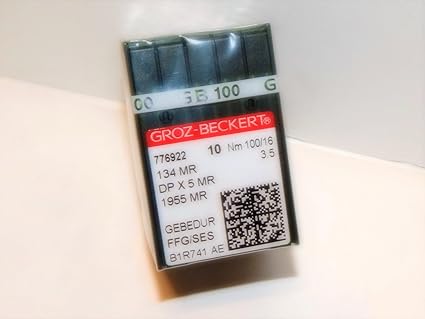 00 GB 100 G
GROZ-BECKERT®
776922 10 Nm 100/16
134 MR 3,5
DP X 5 MR
1955 MR
GEBEDUR
FFG/SES
B1R741 AE